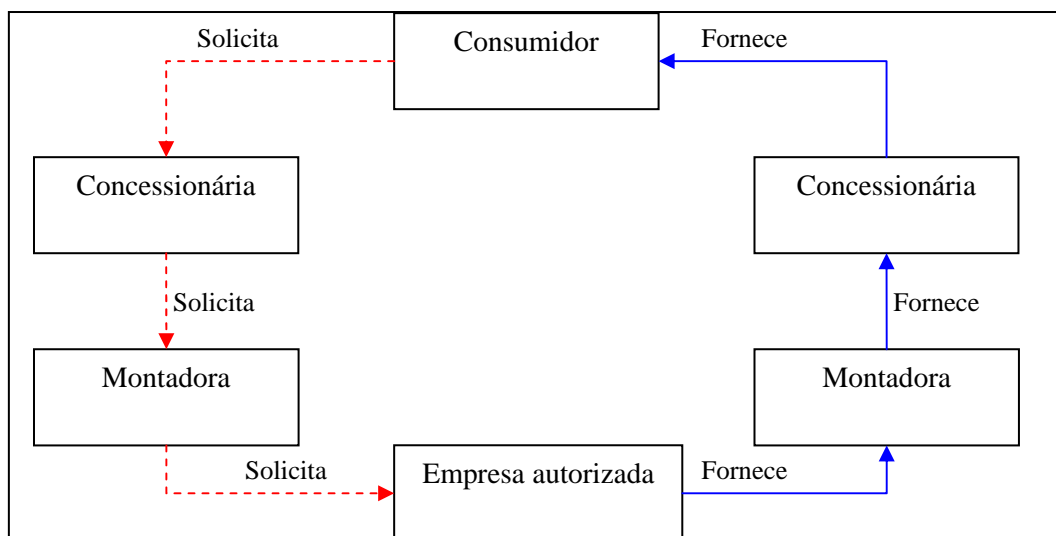 Solicita
Consumidor
Fornece
Concessionária
Concessionária
Solicita
Fornece
Montadora
Montadora
Solicita
Empresa autorizada
Fornece